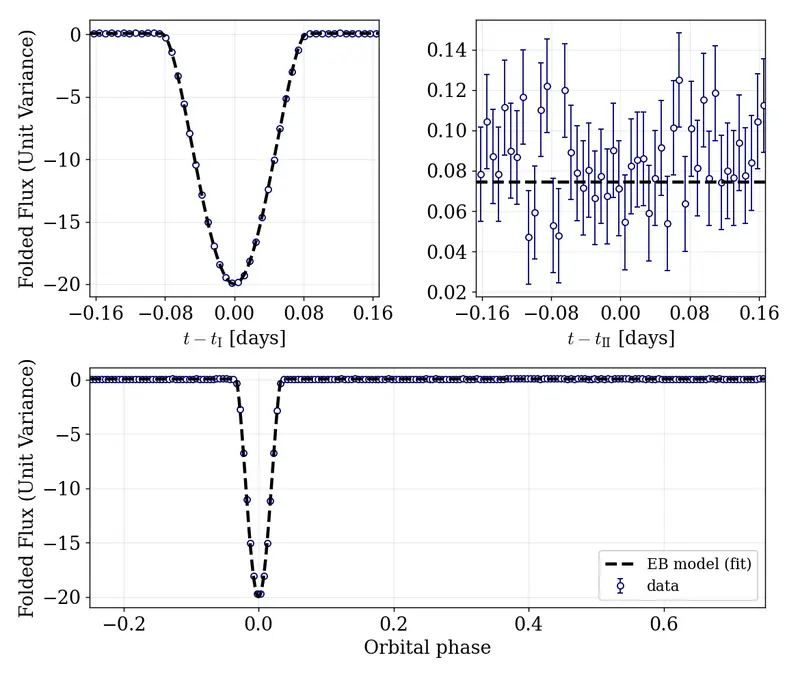 Folded Flux (Unit Variance)
0
−5
−10
−15
−20
−0.16 −0.08 0.00 0.08 0.16
t − t_I [days]
0.14
0.12
0.10
0.08
0.06
0.04
0.02
−0.16 −0.08 0.00 0.08 0.16
t − t_II [days]
Folded Flux (Unit Variance)
0
−5
−10
−15
−20
−0.2 0.0 0.2 0.4 0.6
Orbital phase
EB model (fit)
data